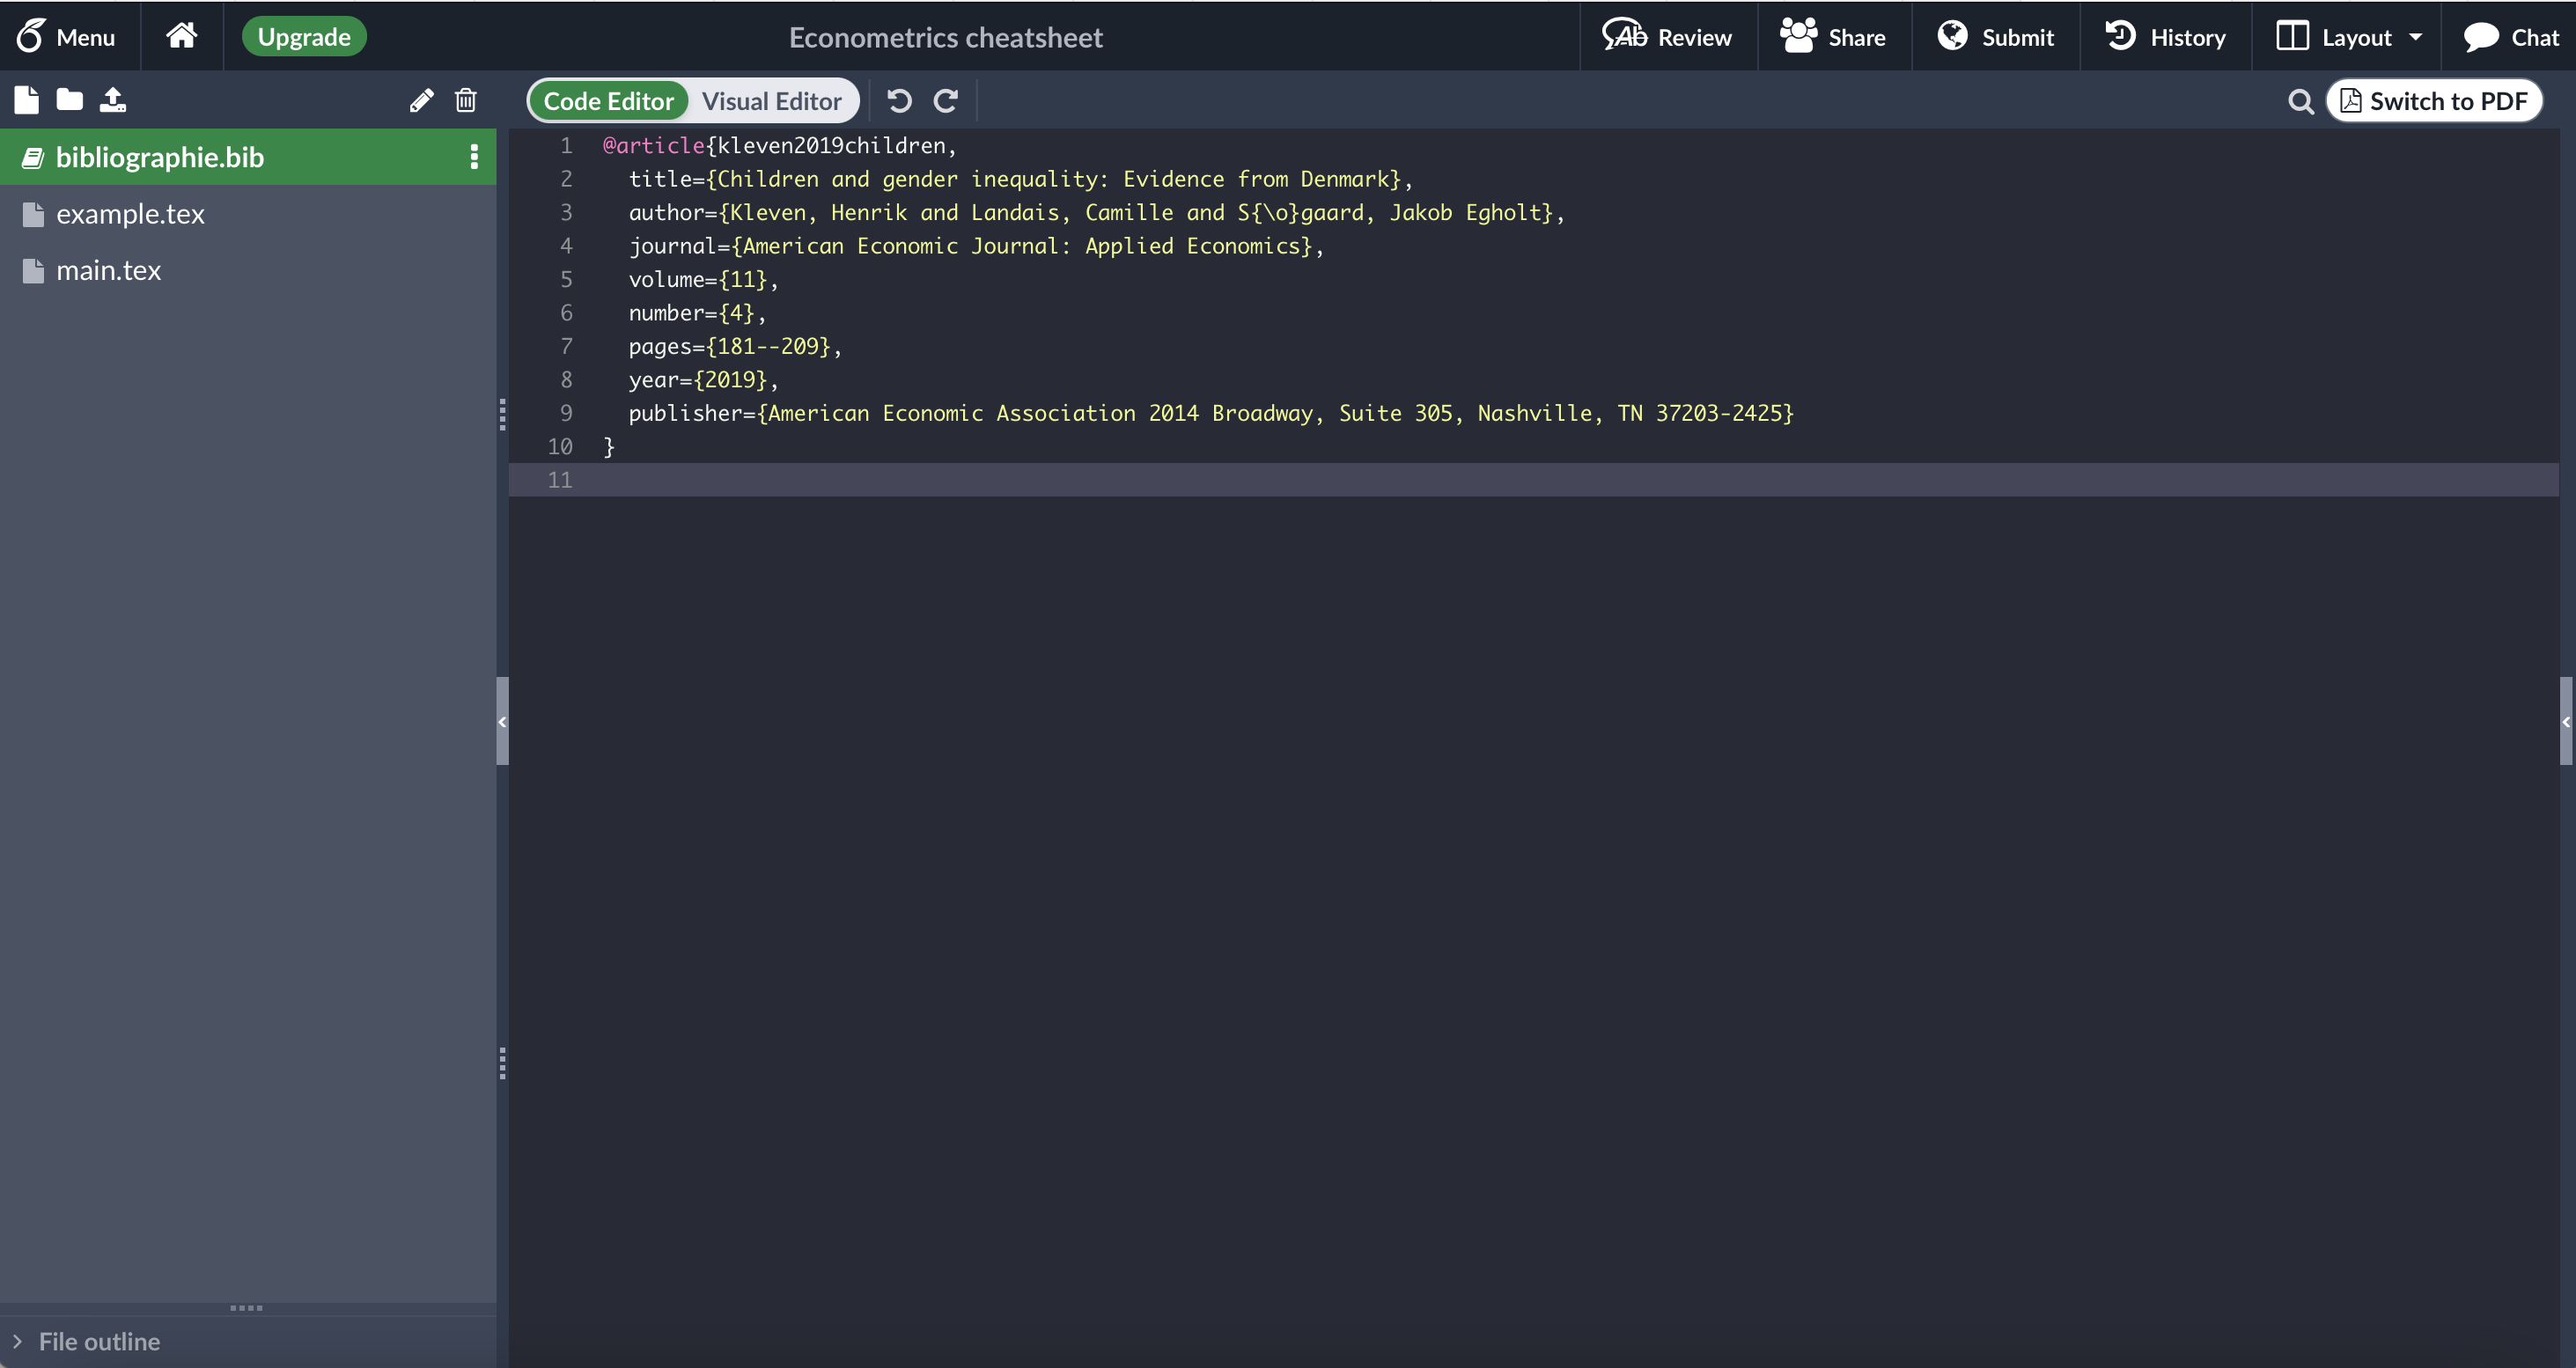 Menu
Upgrade
Econometrics cheatsheet
Review
Share
Submit
History
Layout
Chat
Code Editor
Visual Editor
Switch to PDF
bibliographie.bib
example.tex
main.tex
1 @article{kleven2019children,
2   title={Children and gender inequality: Evidence from Denmark},
3   author={Kleven, Henrik and Landais, Camille and S{\o}gaard, Jakob Egholt},
4   journal={American Economic Journal: Applied Economics},
5   volume={11},
6   number={4},
7   pages={181--209},
8   year={2019},
9   publisher={American Economic Association 2014 Broadway, Suite 305, Nashville, TN 37203-2425}
10 }
11
File outline